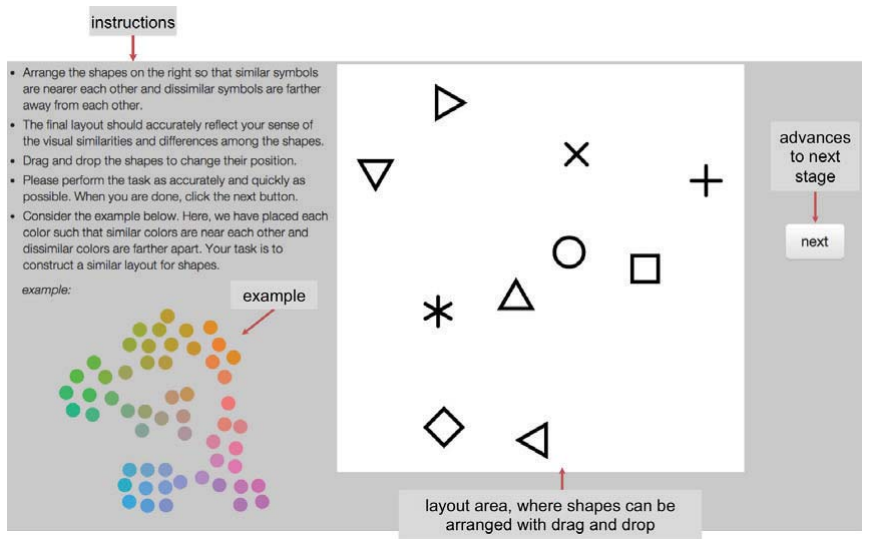 instructions
• Arrange the shapes on the right so that similar symbols
are nearer each other and dissimilar symbols are farther
away from each other.
• The final layout should accurately reflect your sense of
the visual similarities and differences among the shapes.
• Drag and drop the shapes to change their position.
• Please perform the task as accurately and quickly as
possible. When you are done, click the next button.
• Consider the example below. Here, we have placed each
color such that similar colors are near each other and
dissimilar colors are farther apart. Your task is to
construct a similar layout for shapes.
example:
example
advances
to next
stage
next
layout area, where shapes can be
arranged with drag and drop